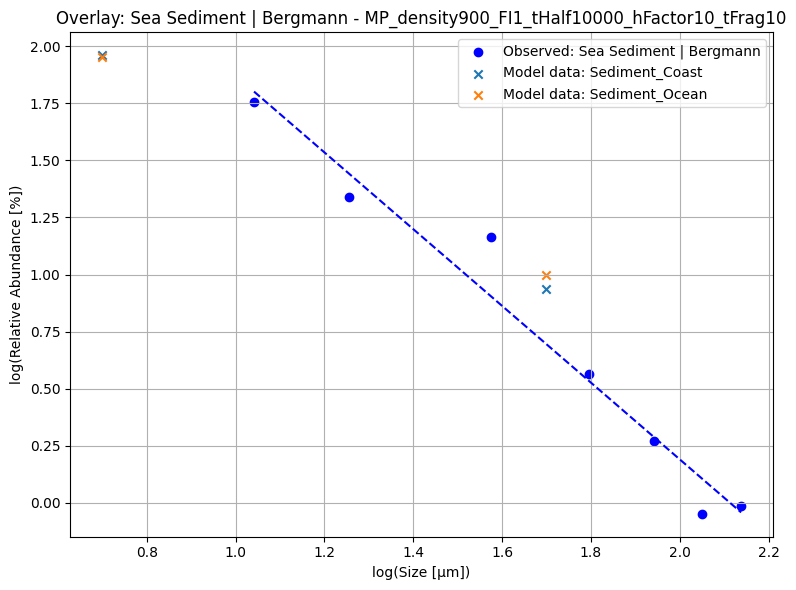 Overlay: Sea Sediment | Bergmann - MP_density900_FI1_tHalf10000_hFactor10_tFrag10
Observed: Sea Sediment | Bergmann
Model data: Sediment_Coast
Model data: Sediment_Ocean
log(Relative Abundance [%])
2.00
1.75
1.50
1.25
1.00
0.75
0.50
0.25
0.00
0.8
1.0
1.2
1.4
1.6
1.8
2.0
2.2
log(Size [μm])